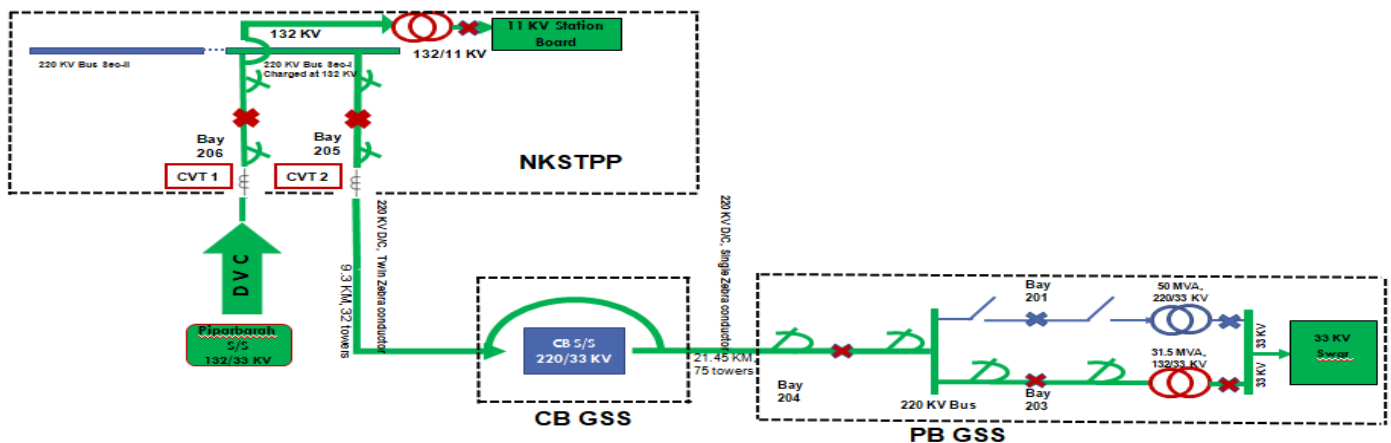 132 KV
11 KV Station
Board
132/11 KV
220 KV Bus Sec-II
220 KV Bus Sec-I
Charged at 132 KV
Bay
206
Bay
205
NKSTPP
CVT 1
CVT 2
D V C
Piparbarah
S/S
132/33 KV
220 KV D/C, Twin Zebra conductor
9.3 KM, 32 towers
CB S/S
220/33 KV
CB GSS
220 KV D/C, Single Zebra conductor
21.45 KM,
75 towers
Bay
204
220 KV Bus
Bay
201
50 MVA,
220/33 KV
31.5 MVA,
132/33 KV
Bay
203
33 KV
33 KV
33 KV
Swgr
PB GSS